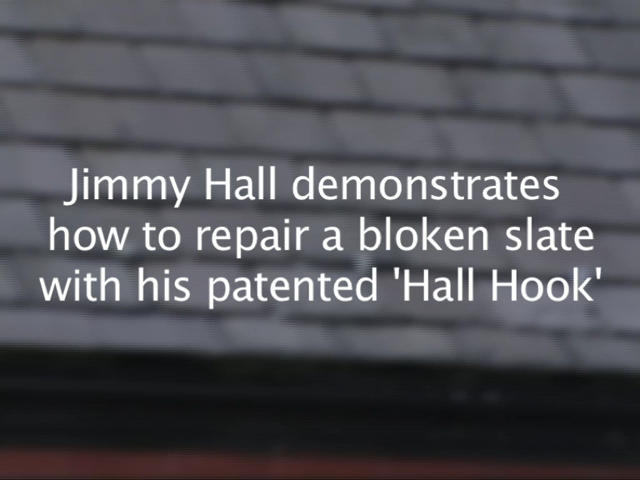 Jimmy Hall demonstrates
how to repair a bloken slate
with his patented 'Hall Hook'